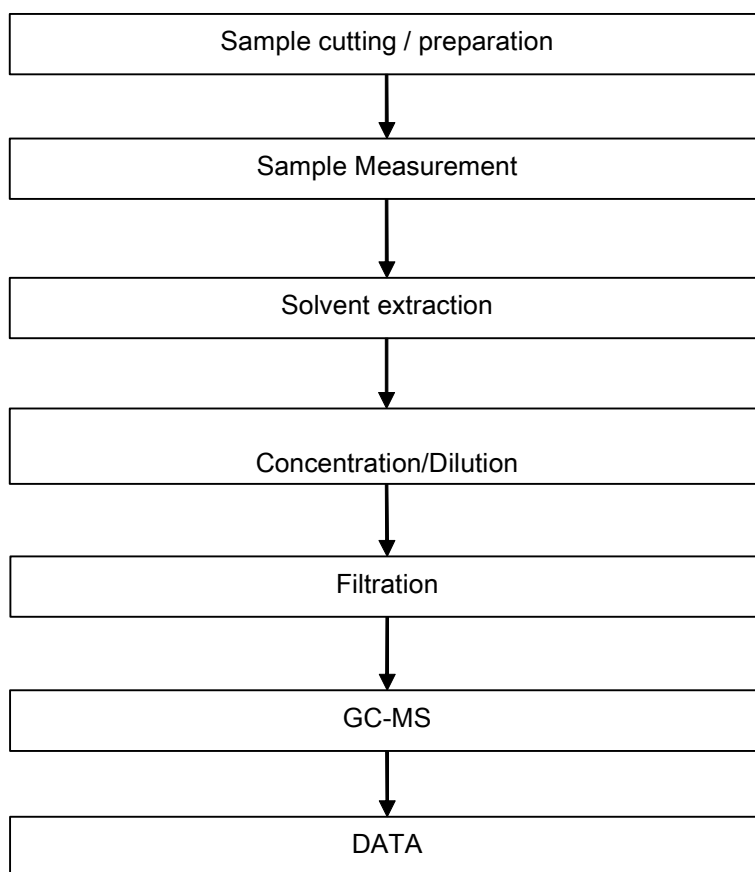 Sample cutting / preparation
Sample Measurement
Solvent extraction
Concentration/Dilution
Filtration
GC-MS
DATA